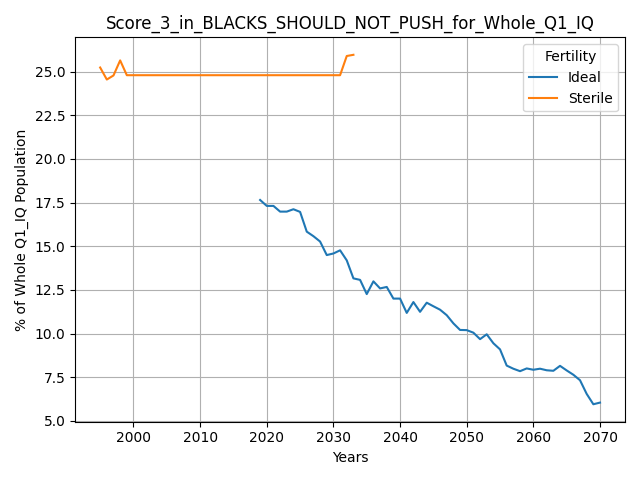 Score_3_in_BLACKS_SHOULD_NOT_PUSH_for_Whole_Q1_IQ
Fertility
Ideal
Sterile
% of Whole Q1_IQ Population
25.0
22.5
20.0
17.5
15.0
12.5
10.0
7.5
5.0
2000 2010 2020 2030 2040 2050 2060 2070
Years